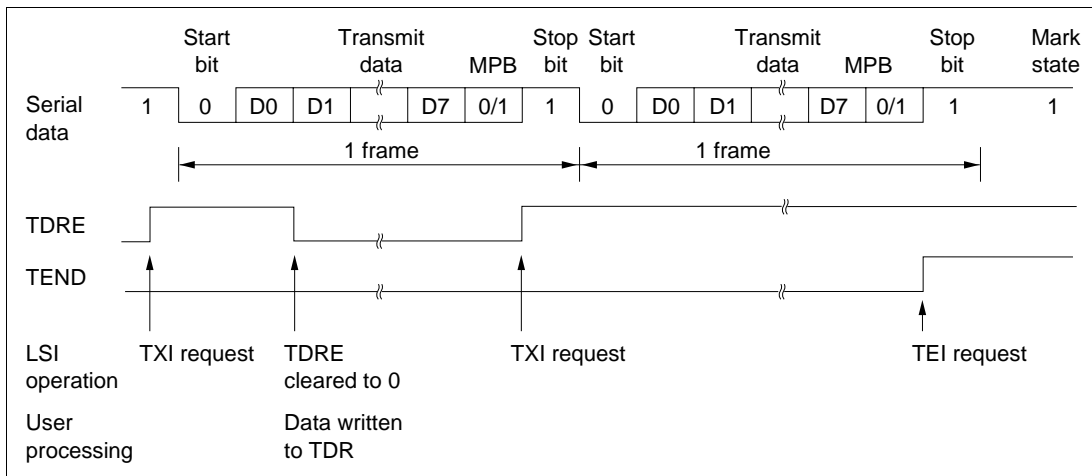 Start bit Transmit data MPB Stop bit Start bit Transmit data MPB Stop bit Mark state
Serial data 1 0 D0 D1 D7 0/1 1 0 D0 D1 D7 0/1 1 1
1 frame 1 frame
TDRE
TEND
LSI operation TXI request TDRE cleared to 0 TXI request TEI request
User processing Data written to TDR